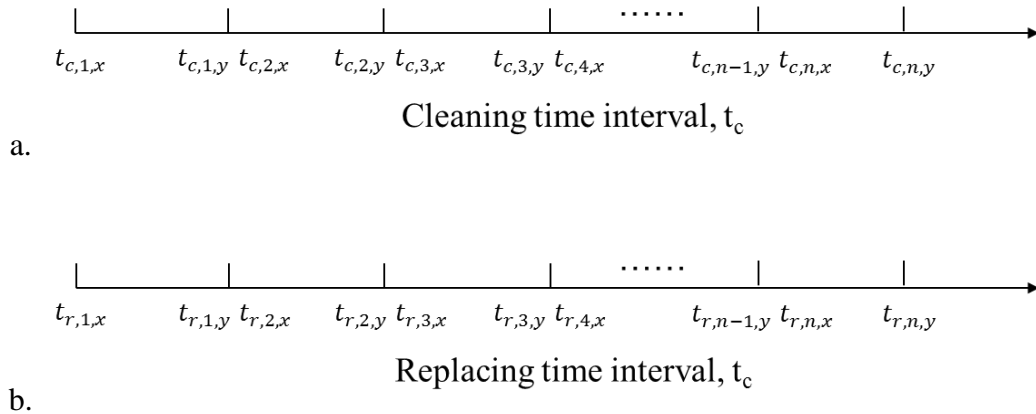 ......
t_{c,1,x} t_{c,1,y} t_{c,2,x} t_{c,2,y} t_{c,3,x} t_{c,3,y} t_{c,4,x} t_{c,n−1,y} t_{c,n,x} t_{c,n,y}
Cleaning time interval, t_c
a.
......
t_{r,1,x} t_{r,1,y} t_{r,2,x} t_{r,2,y} t_{r,3,x} t_{r,3,y} t_{r,4,x} t_{r,n−1,y} t_{r,n,x} t_{r,n,y}
Replacing time interval, t_c
b.